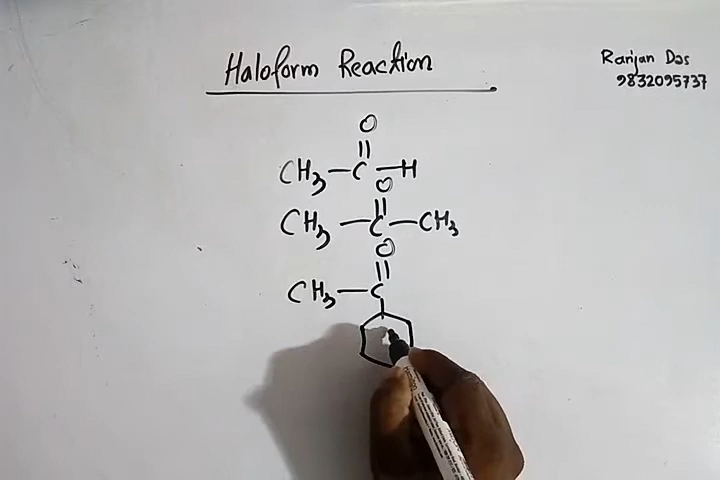 Haloform Reaction
Ranjan Das
9832095737
O
||
CH3—C—H
O
||
CH3—C—CH3
O
||
CH3—C